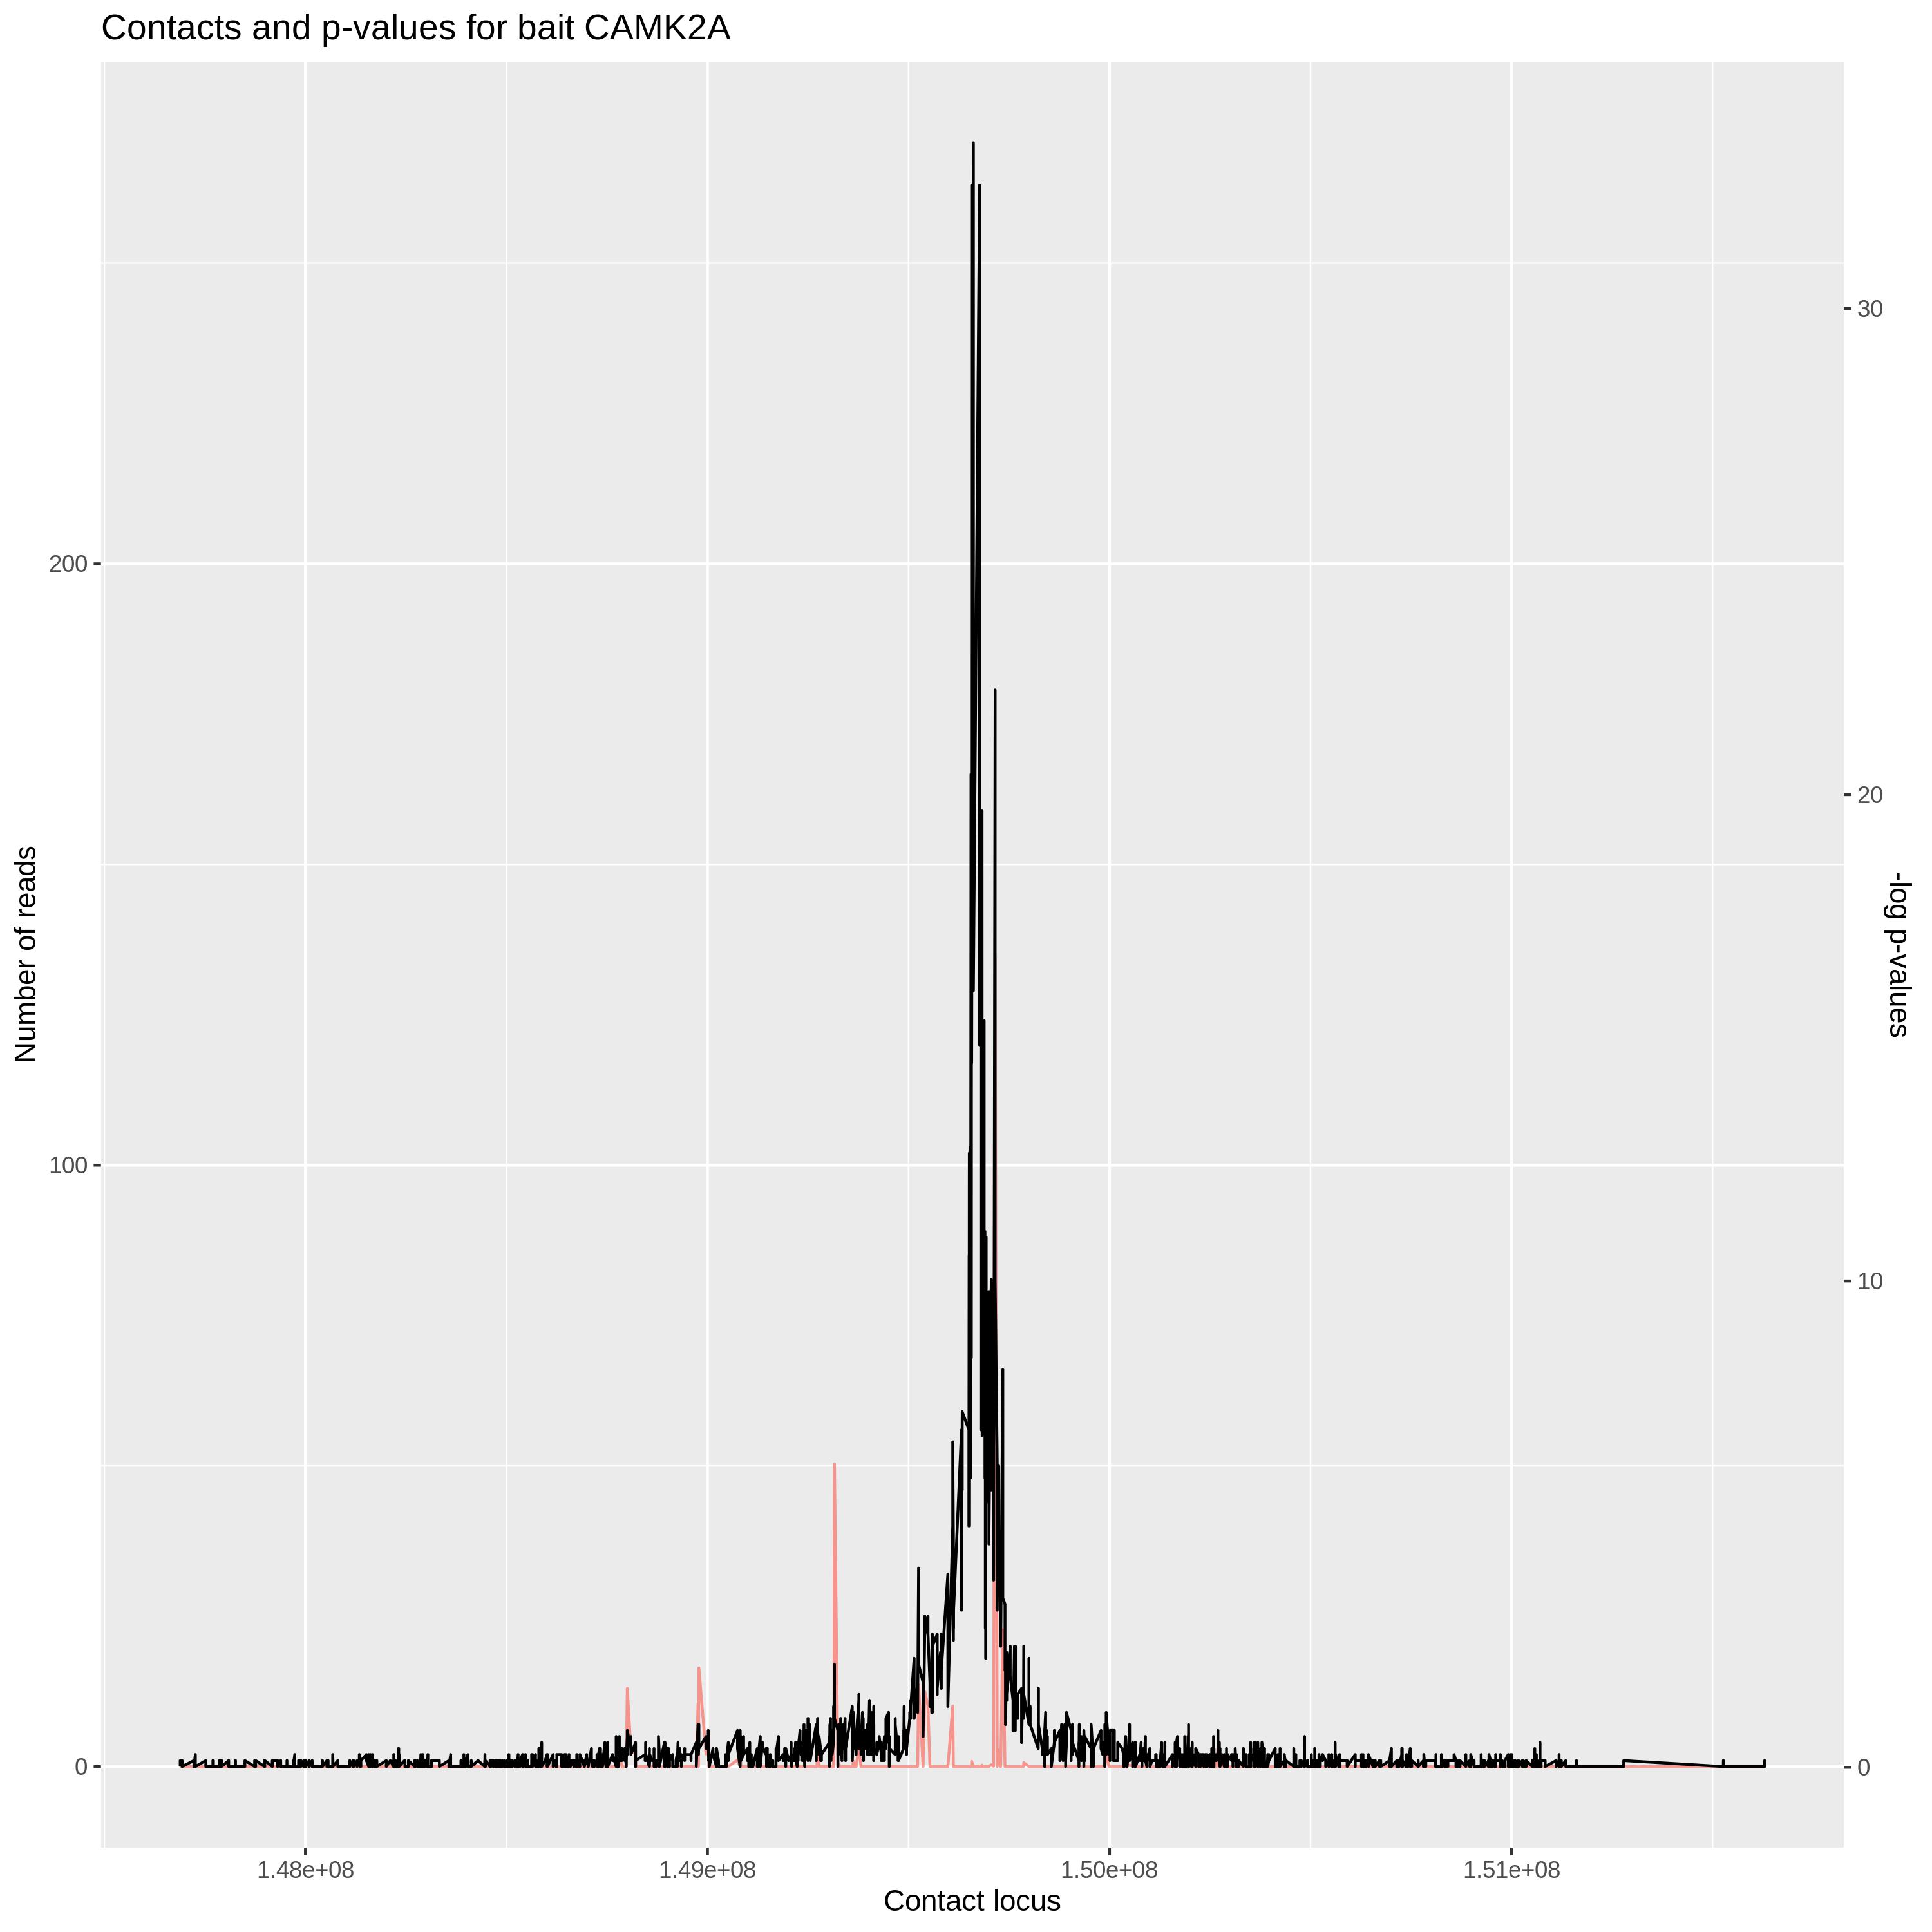 Contacts and p-values for bait CAMK2A
200
100
0
Number of reads
30
20
10
0
-log p-values
1.48e+08
1.49e+08
1.50e+08
1.51e+08
Contact locus